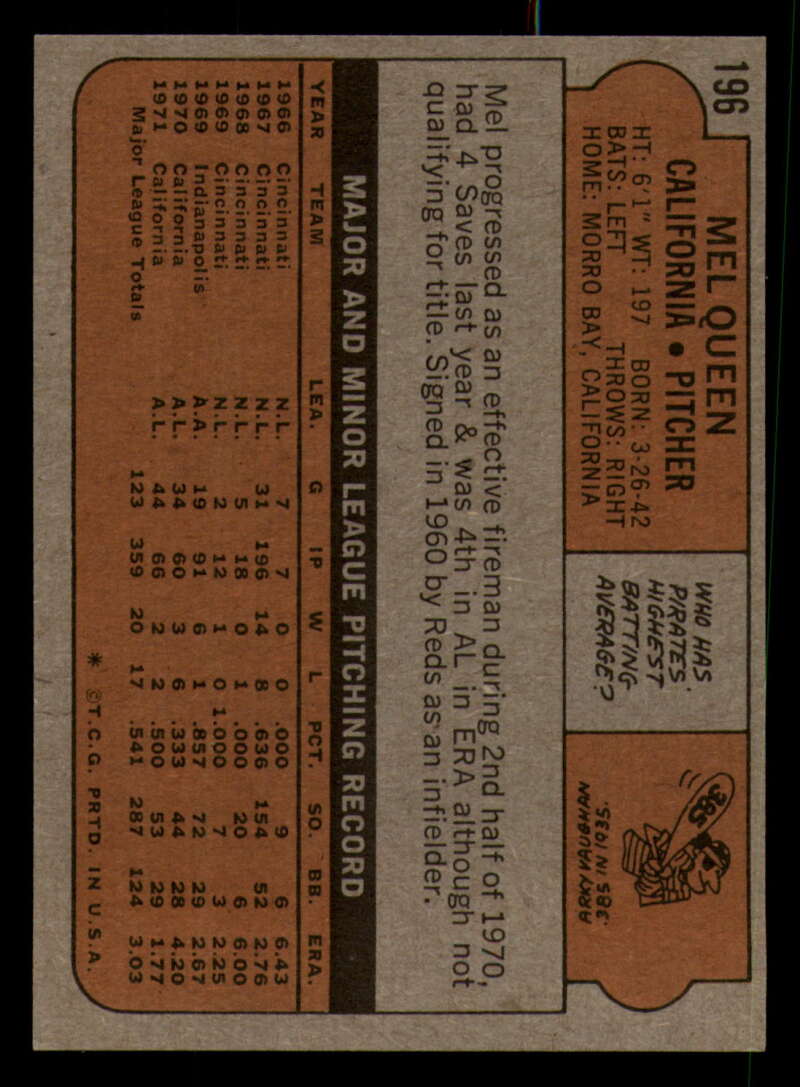 196
MEL QUEEN
CALIFORNIA • PITCHER
HT: 6'1" WT: 197 BORN: 3-26-42
BATS: LEFT THROWS: RIGHT
HOME: MORRO BAY, CALIFORNIA
WHO HAS
PIRATES'
HIGHEST
BATTING
AVERAGE?
385
ARKY VAUGHAN
.385 IN 1935.
Mel progressed as an effective fireman during 2nd half of 1970,
had 4 Saves last year & was 4th in AL in ERA although not
qualifying for title. Signed in 1960 by Reds as an infielder.
MAJOR AND MINOR LEAGUE PITCHING RECORD
YEAR TEAM LEA. G IP W L PCT. SO. BB. ERA.
1966 Cincinnati N.L. 7 7 0 0 .000 9 6 6.43
1967 Cincinnati N.L. 31 196 14 8 .636 154 52 2.76
1968 Cincinnati N.L. 5 18 0 1 .000 20 6 6.00
1969 Cincinnati N.L. 2 12 1 0 1.000 7 3 2.25
1969 Indianapolis A.A. 19 91 6 1 .857 72 29 2.67
1970 California A.L. 34 60 3 6 .333 44 28 4.20
1971 California A.L. 44 66 2 2 .500 53 29 1.77
Major League Totals 123 359 20 17 .541 287 124 3.03
* ©T.C.G. PRTD. IN U.S.A.